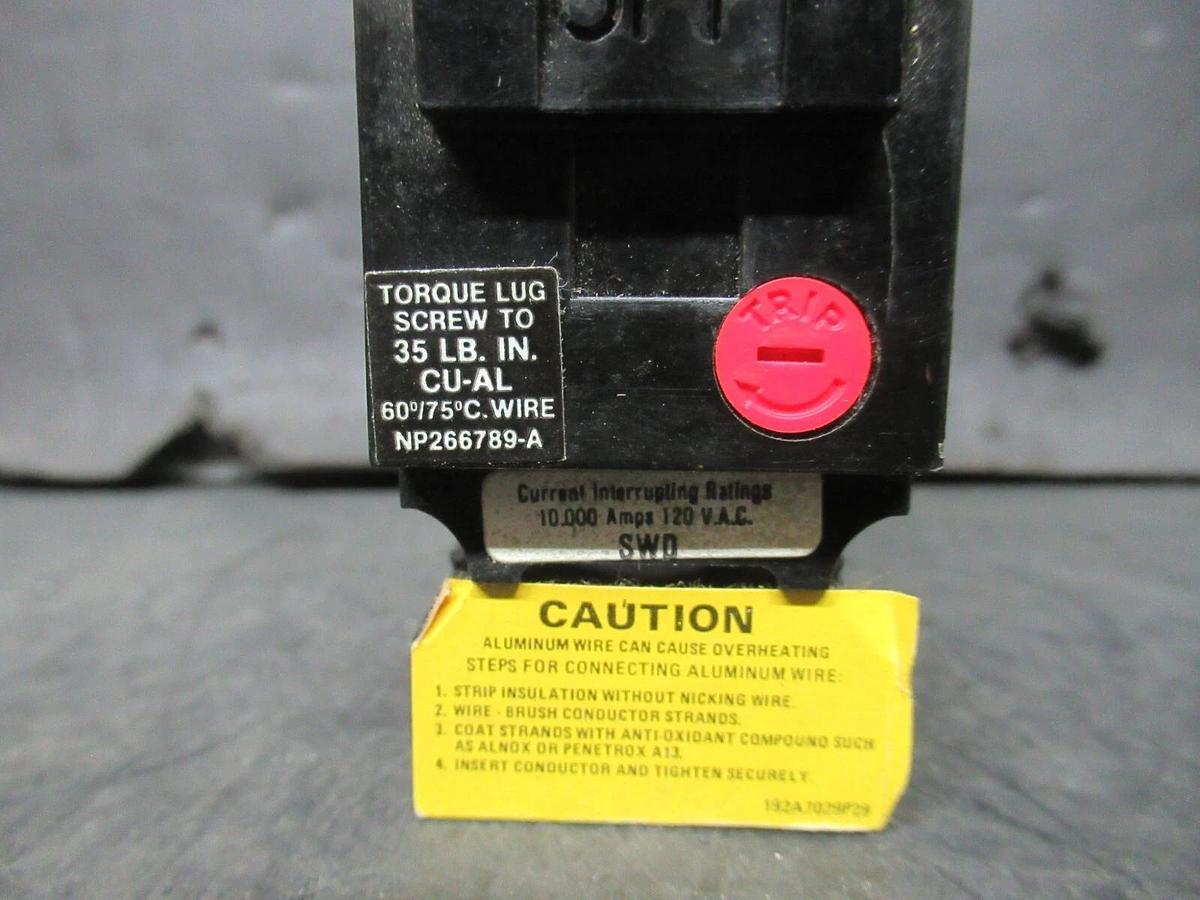 OFF
TORQUE LUG
SCREW TO
35 LB. IN.
CU-AL
60°/75°C. WIRE
NP266789-A
TRIP
Current Interrupting Ratings
10,000 Amps 120 V.A.C.
SWD
CAUTION
ALUMINUM WIRE CAN CAUSE OVERHEATING
STEPS FOR CONNECTING ALUMINUM WIRE:
1. STRIP INSULATION WITHOUT NICKING WIRE.
2. WIRE - BRUSH CONDUCTOR STRANDS.
3. COAT STRANDS WITH ANTI-OXIDANT COMPOUND SUCH
AS ALNOX OR PENETROX A13.
4. INSERT CONDUCTOR AND TIGHTEN SECURELY.
192A7029P29